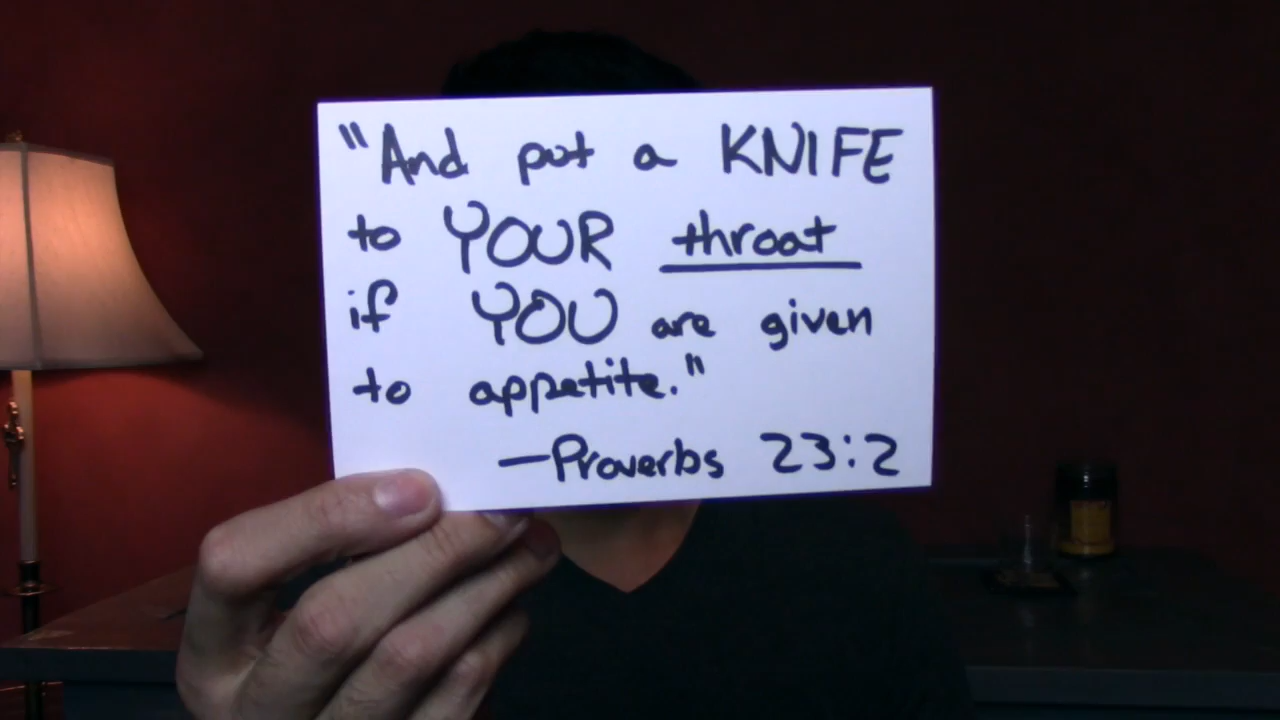 "And put a KNIFE
to YOUR throat
if YOU are given
to appetite."
—Proverbs 23:2